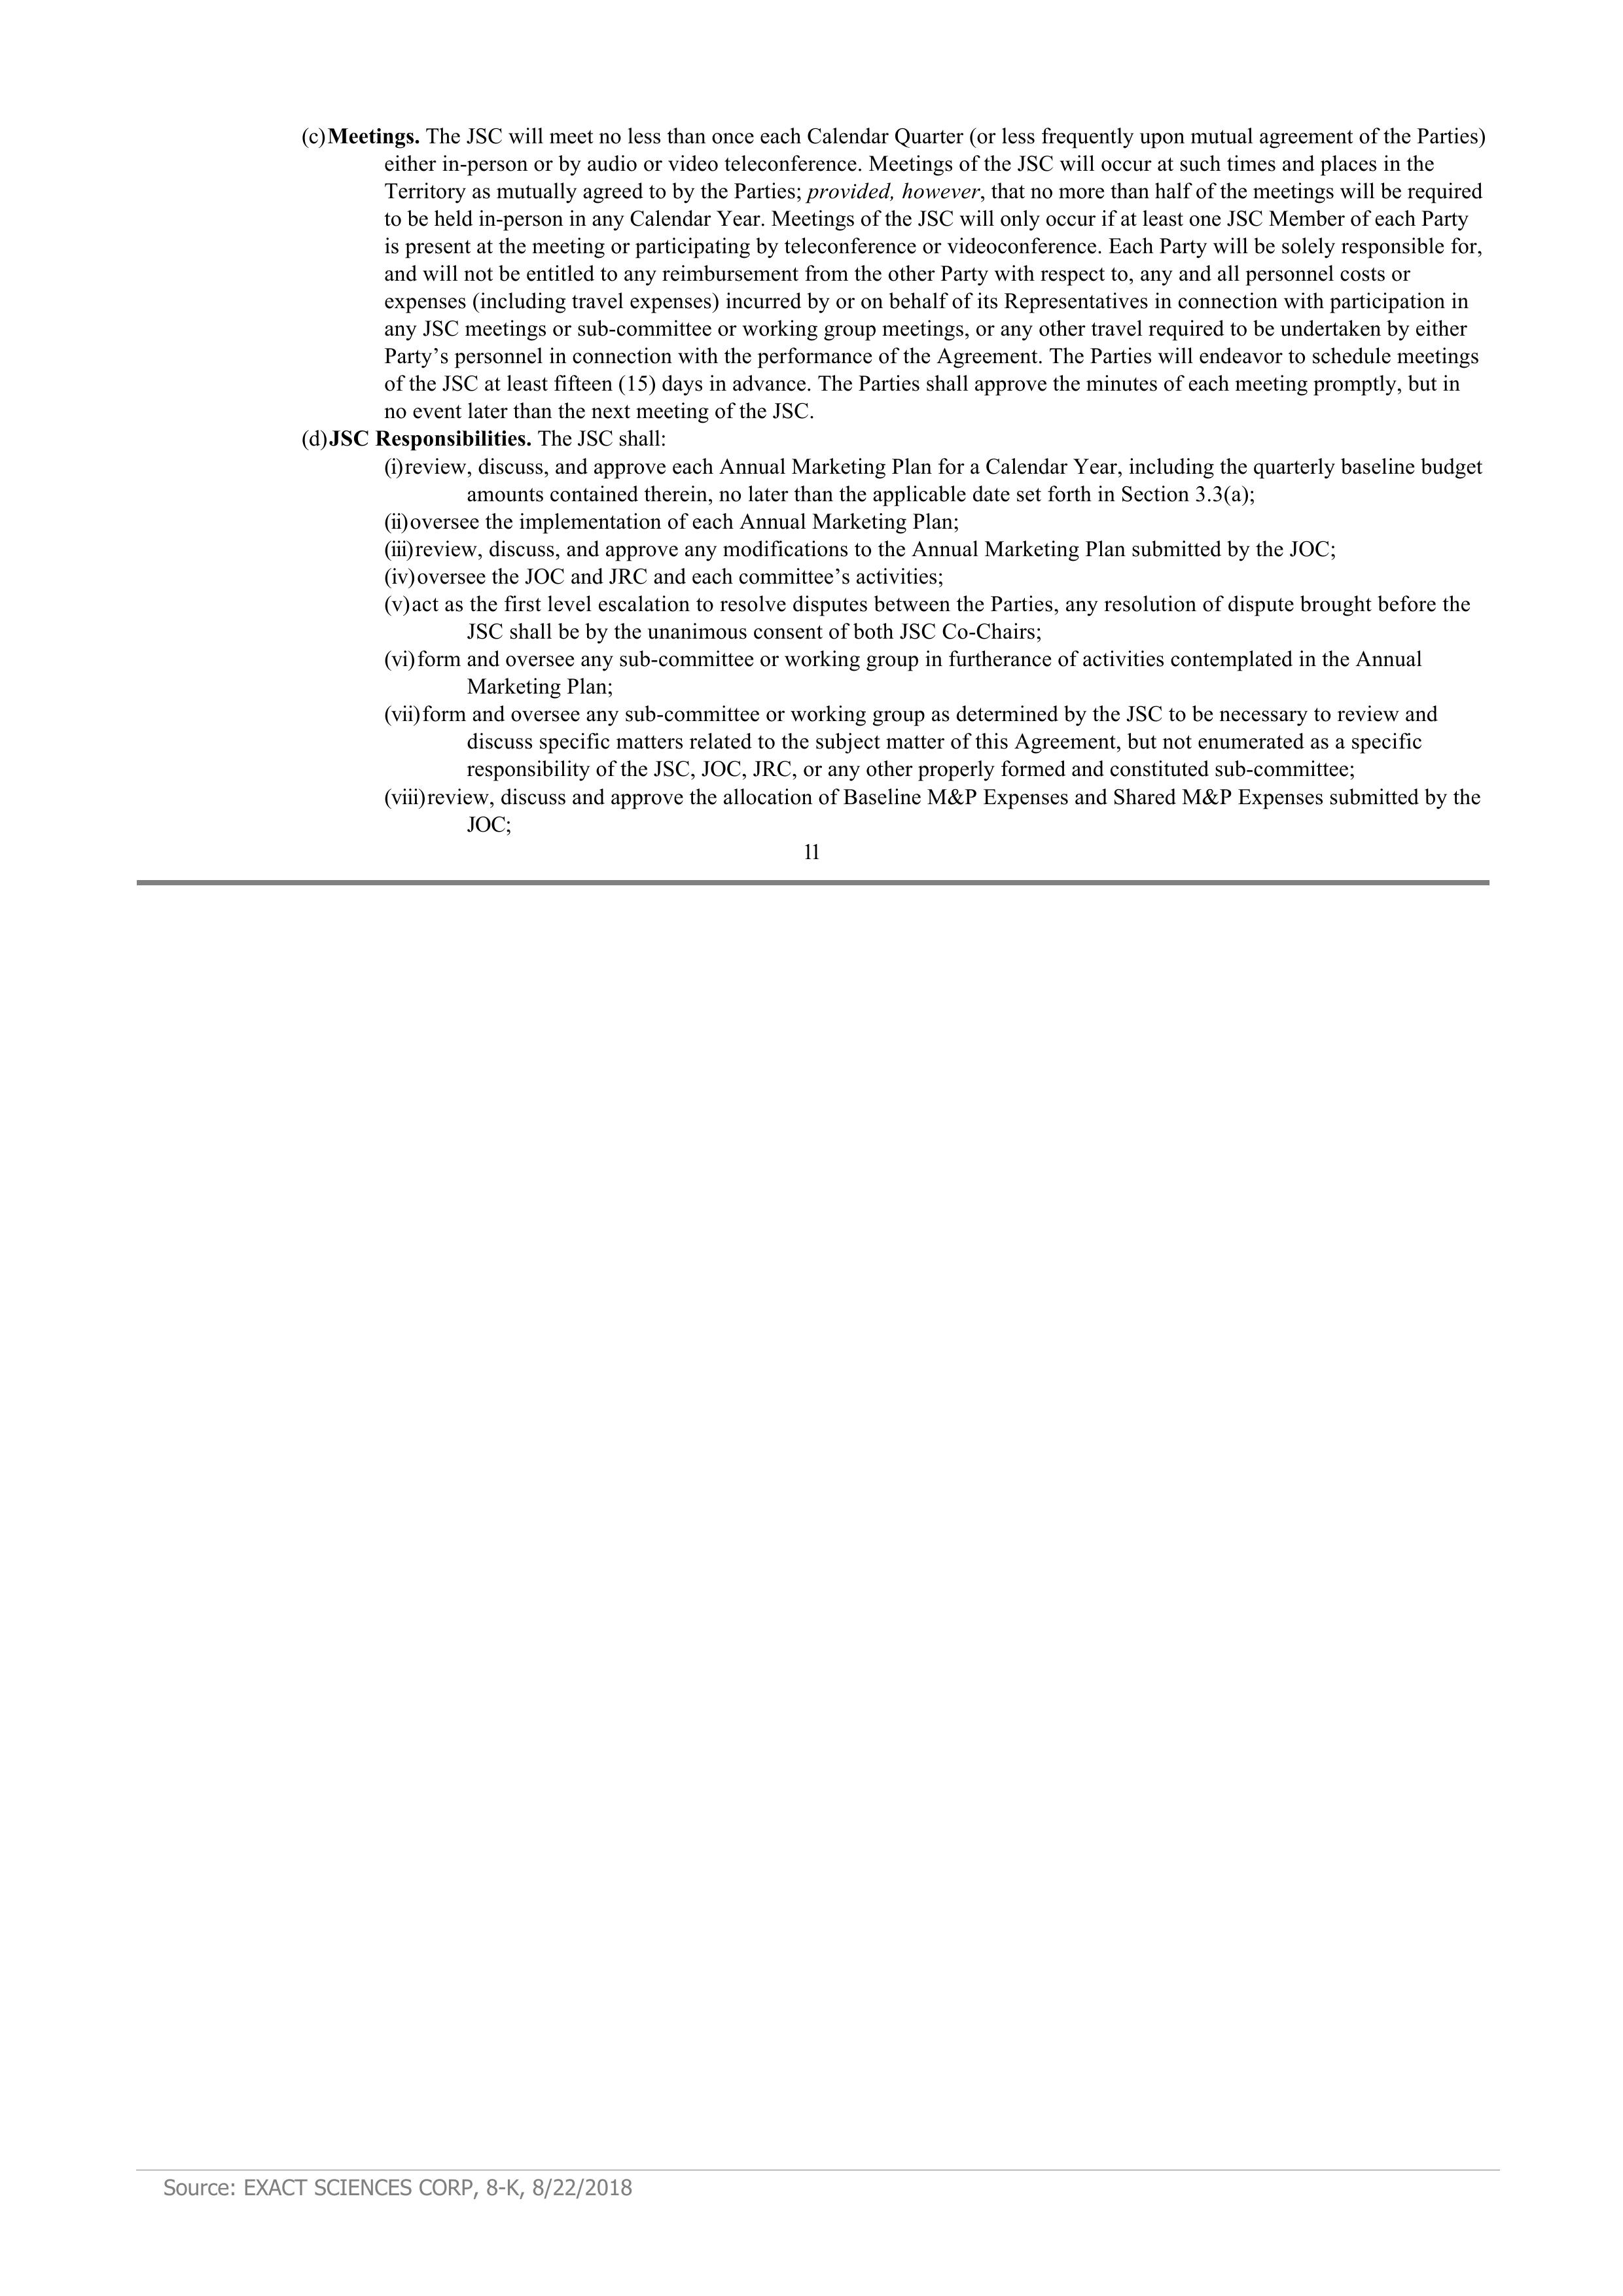 (c)Meetings. The JSC will meet no less than once each Calendar Quarter (or less frequently upon mutual agreement of the Parties)
either in-person or by audio or video teleconference. Meetings of the JSC will occur at such times and places in the
Territory as mutually agreed to by the Parties; provided, however, that no more than half of the meetings will be required
to be held in-person in any Calendar Year. Meetings of the JSC will only occur if at least one JSC Member of each Party
is present at the meeting or participating by teleconference or videoconference. Each Party will be solely responsible for,
and will not be entitled to any reimbursement from the other Party with respect to, any and all personnel costs or
expenses (including travel expenses) incurred by or on behalf of its Representatives in connection with participation in
any JSC meetings or sub-committee or working group meetings, or any other travel required to be undertaken by either
Party’s personnel in connection with the performance of the Agreement. The Parties will endeavor to schedule meetings
of the JSC at least fifteen (15) days in advance. The Parties shall approve the minutes of each meeting promptly, but in
no event later than the next meeting of the JSC.
(d)JSC Responsibilities. The JSC shall:
(i)review, discuss, and approve each Annual Marketing Plan for a Calendar Year, including the quarterly baseline budget
amounts contained therein, no later than the applicable date set forth in Section 3.3(a);
(ii)oversee the implementation of each Annual Marketing Plan;
(iii)review, discuss, and approve any modifications to the Annual Marketing Plan submitted by the JOC;
(iv)oversee the JOC and JRC and each committee’s activities;
(v)act as the first level escalation to resolve disputes between the Parties, any resolution of dispute brought before the
JSC shall be by the unanimous consent of both JSC Co-Chairs;
(vi)form and oversee any sub-committee or working group in furtherance of activities contemplated in the Annual
Marketing Plan;
(vii)form and oversee any sub-committee or working group as determined by the JSC to be necessary to review and
discuss specific matters related to the subject matter of this Agreement, but not enumerated as a specific
responsibility of the JSC, JOC, JRC, or any other properly formed and constituted sub-committee;
(viii)review, discuss and approve the allocation of Baseline M&P Expenses and Shared M&P Expenses submitted by the
JOC;
11
Source: EXACT SCIENCES CORP, 8-K, 8/22/2018